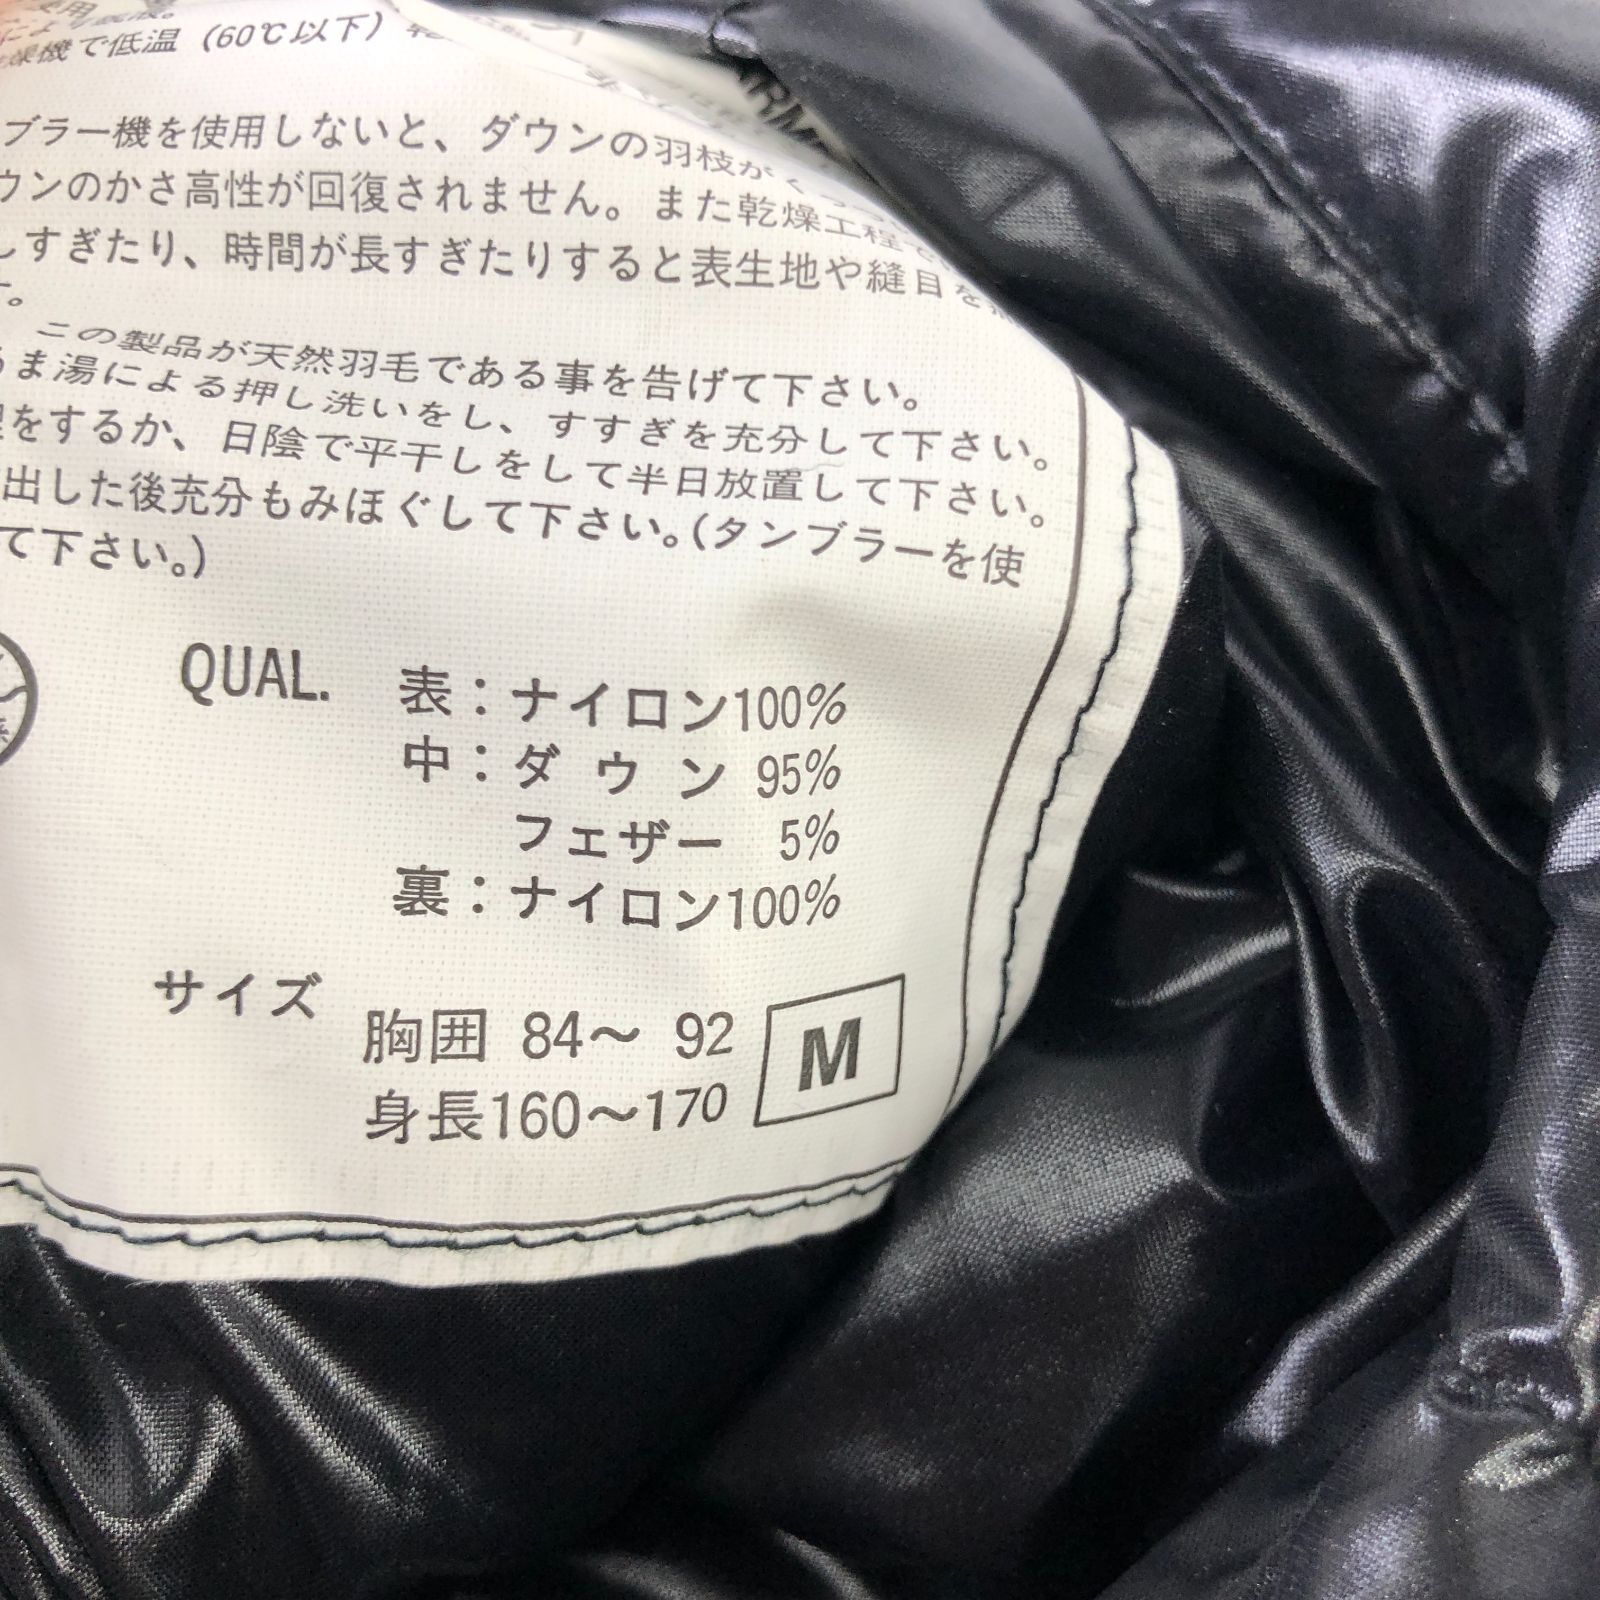 燥機で低温（60℃以下）
ブラー機を使用しないと、ダウンの羽枝が
ウンのかさ高性が回復されません。また乾燥工程で
しすぎたり、時間が長すぎたりすると表生地や縫目を
す。
この製品が天然羽毛である事を告げて下さい。
るま湯による押し洗いをし、すすぎを充分して下さい。
理をするか、日陰で平干しをして半日放置して下さい。
出した後充分もみほぐして下さい。(タンブラーを使
て下さい。)
QUAL. 表：ナイロン100%
中：ダウン 95%
フェザー 5%
裏：ナイロン100%
サイズ
胸囲 84～ 92
身長160～170
M